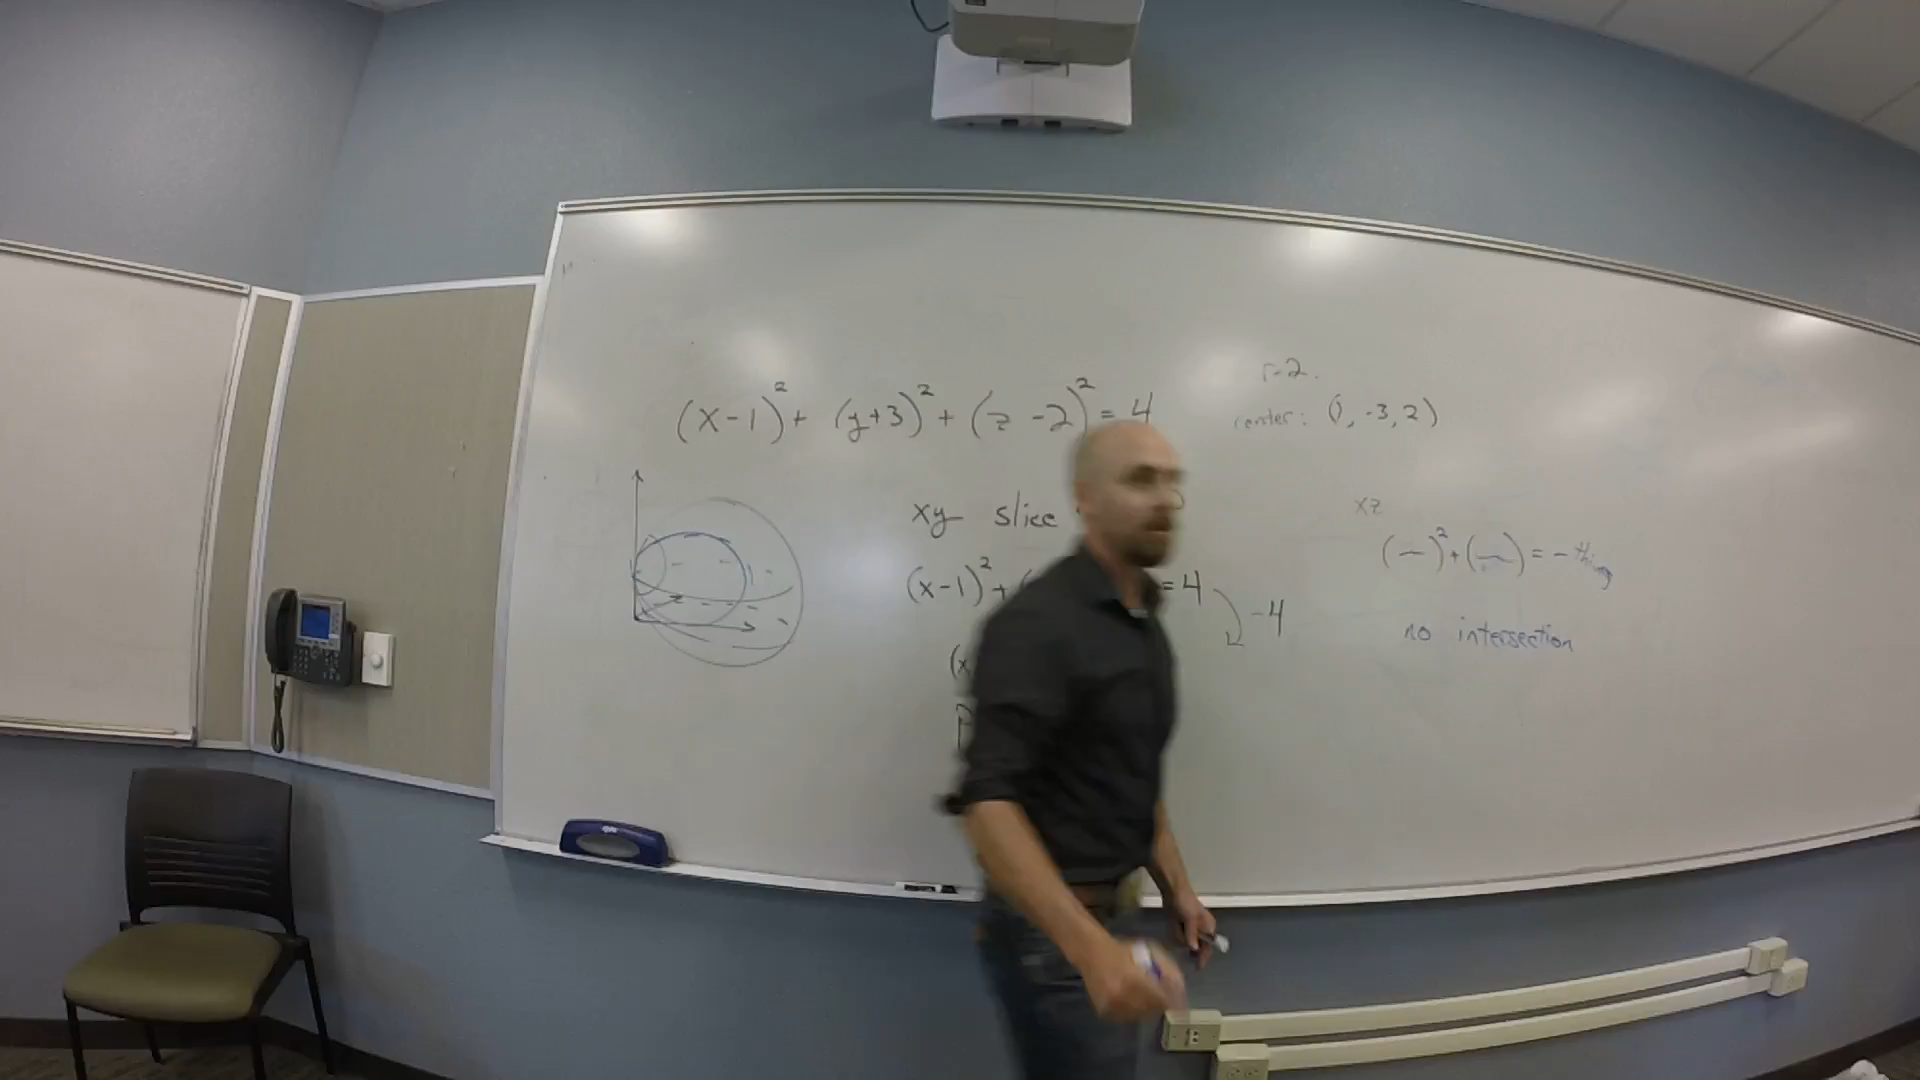 (x-1)² + (y+3)² + (z-2)² = 4
r=2.
center: (1, -3, 2)
xy slice
(x-1)² + ( = 4
-4
(x
xz
(—)² + (—) = - thing
no intersection